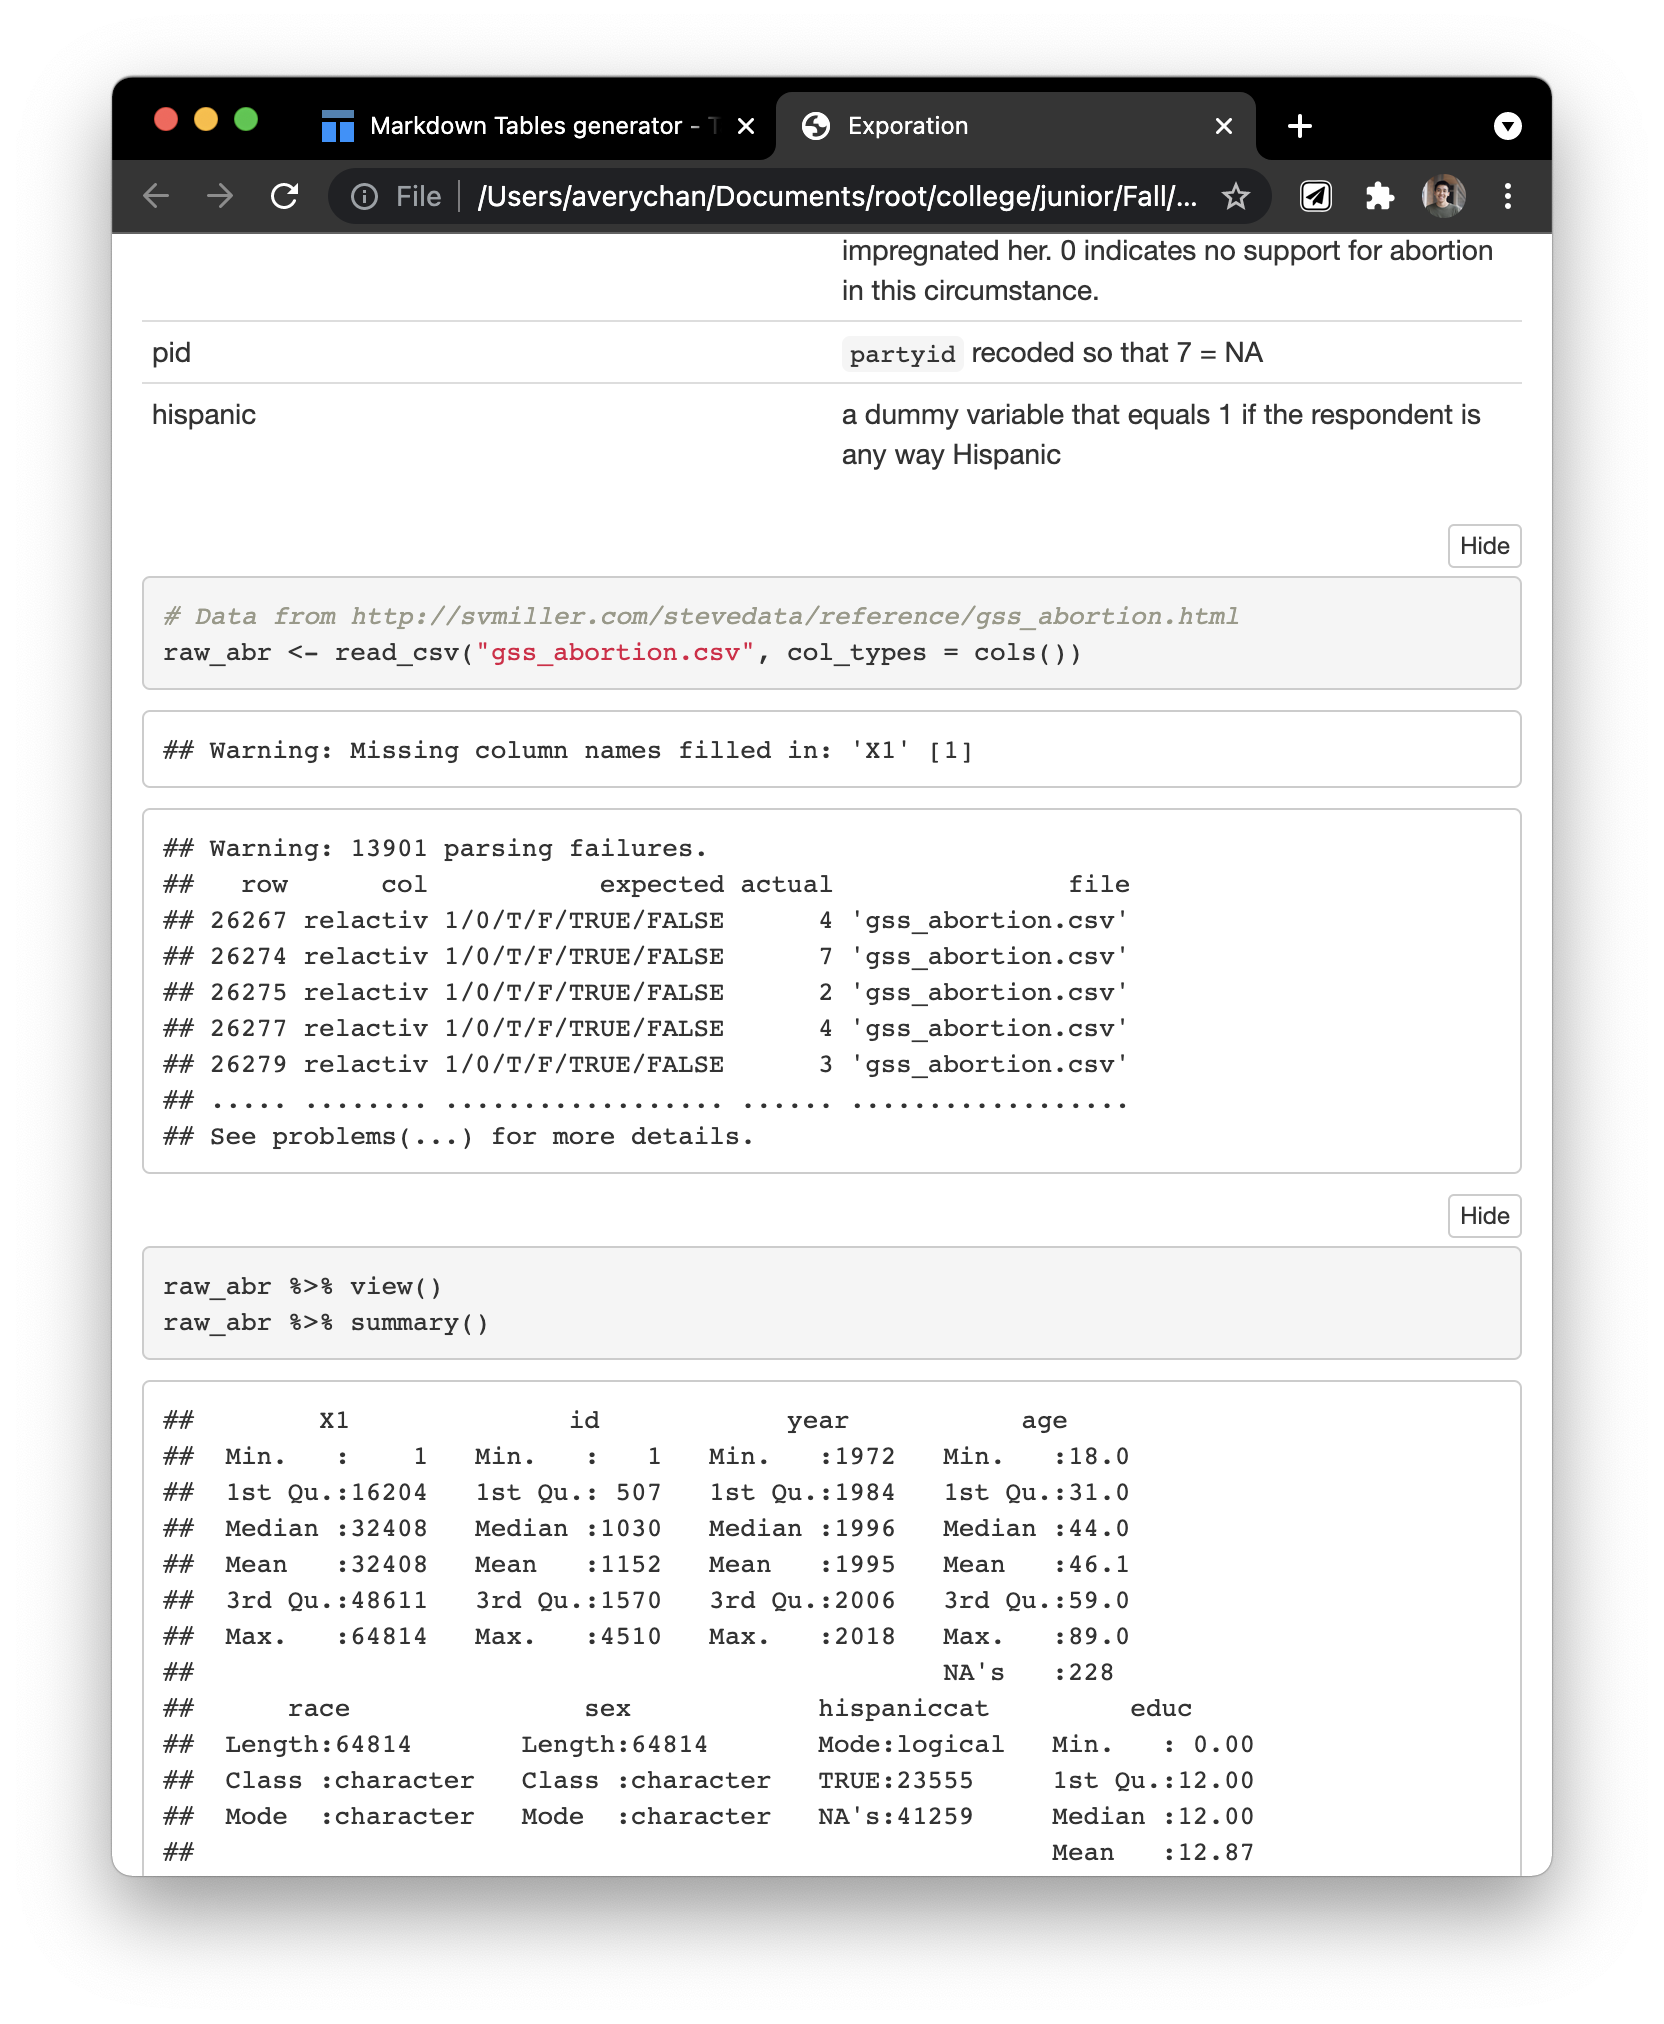 Markdown Tables generator - T
Exporation
File /Users/averychan/Documents/root/college/junior/Fall/...
impregnated her. 0 indicates no support for abortion
in this circumstance.
pid
partyid recoded so that 7 = NA
hispanic
a dummy variable that equals 1 if the respondent is
any way Hispanic
Hide
# Data from http://svmiller.com/stevedata/reference/gss_abortion.html
raw_abr <- read_csv("gss_abortion.csv", col_types = cols())
## Warning: Missing column names filled in: 'X1' [1]
## Warning: 13901 parsing failures.
##   row      col           expected actual               file
## 26267 relactiv 1/0/T/F/TRUE/FALSE      4 'gss_abortion.csv'
## 26274 relactiv 1/0/T/F/TRUE/FALSE      7 'gss_abortion.csv'
## 26275 relactiv 1/0/T/F/TRUE/FALSE      2 'gss_abortion.csv'
## 26277 relactiv 1/0/T/F/TRUE/FALSE      4 'gss_abortion.csv'
## 26279 relactiv 1/0/T/F/TRUE/FALSE      3 'gss_abortion.csv'
## ..... ........ .................. ...... ..................
## See problems(...) for more details.
Hide
raw_abr %>% view()
raw_abr %>% summary()
##        X1              id            year           age
##  Min.   :    1   Min.   :   1   Min.   :1972   Min.   :18.0
##  1st Qu.:16204   1st Qu.: 507   1st Qu.:1984   1st Qu.:31.0
##  Median :32408   Median :1030   Median :1996   Median :44.0
##  Mean   :32408   Mean   :1152   Mean   :1995   Mean   :46.1
##  3rd Qu.:48611   3rd Qu.:1570   3rd Qu.:2006   3rd Qu.:59.0
##  Max.   :64814   Max.   :4510   Max.   :2018   Max.   :89.0
##                                                NA's   :228
##      race               sex            hispaniccat         educ
##  Length:64814       Length:64814       Mode:logical   Min.   : 0.00
##  Class :character   Class :character   TRUE:23555     1st Qu.:12.00
##  Mode  :character   Mode  :character   NA's:41259     Median :12.00
##                                                       Mean   :12.87